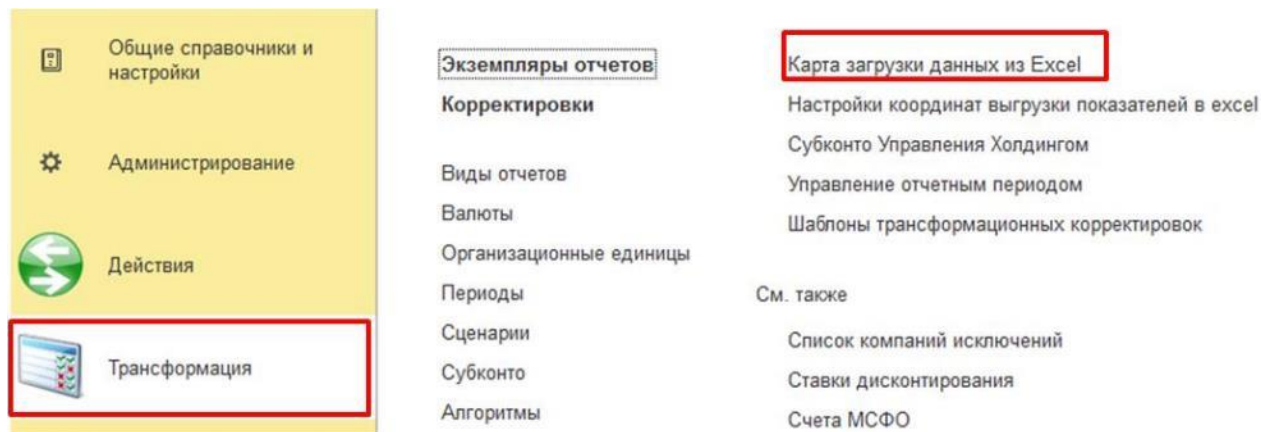 Общие справочники и
настройки
Администрирование
Действия
Трансформация
Экземпляры отчетов
Корректировки
Виды отчетов
Валюты
Организационные единицы
Периоды
Сценарии
Субконто
Алгоритмы
Карта загрузки данных из Excel
Настройки координат выгрузки показателей в excel
Субконто Управления Холдингом
Управление отчетным периодом
Шаблоны трансформационных корректировок
См. также
Список компаний исключений
Ставки дисконтирования
Счета МСФО